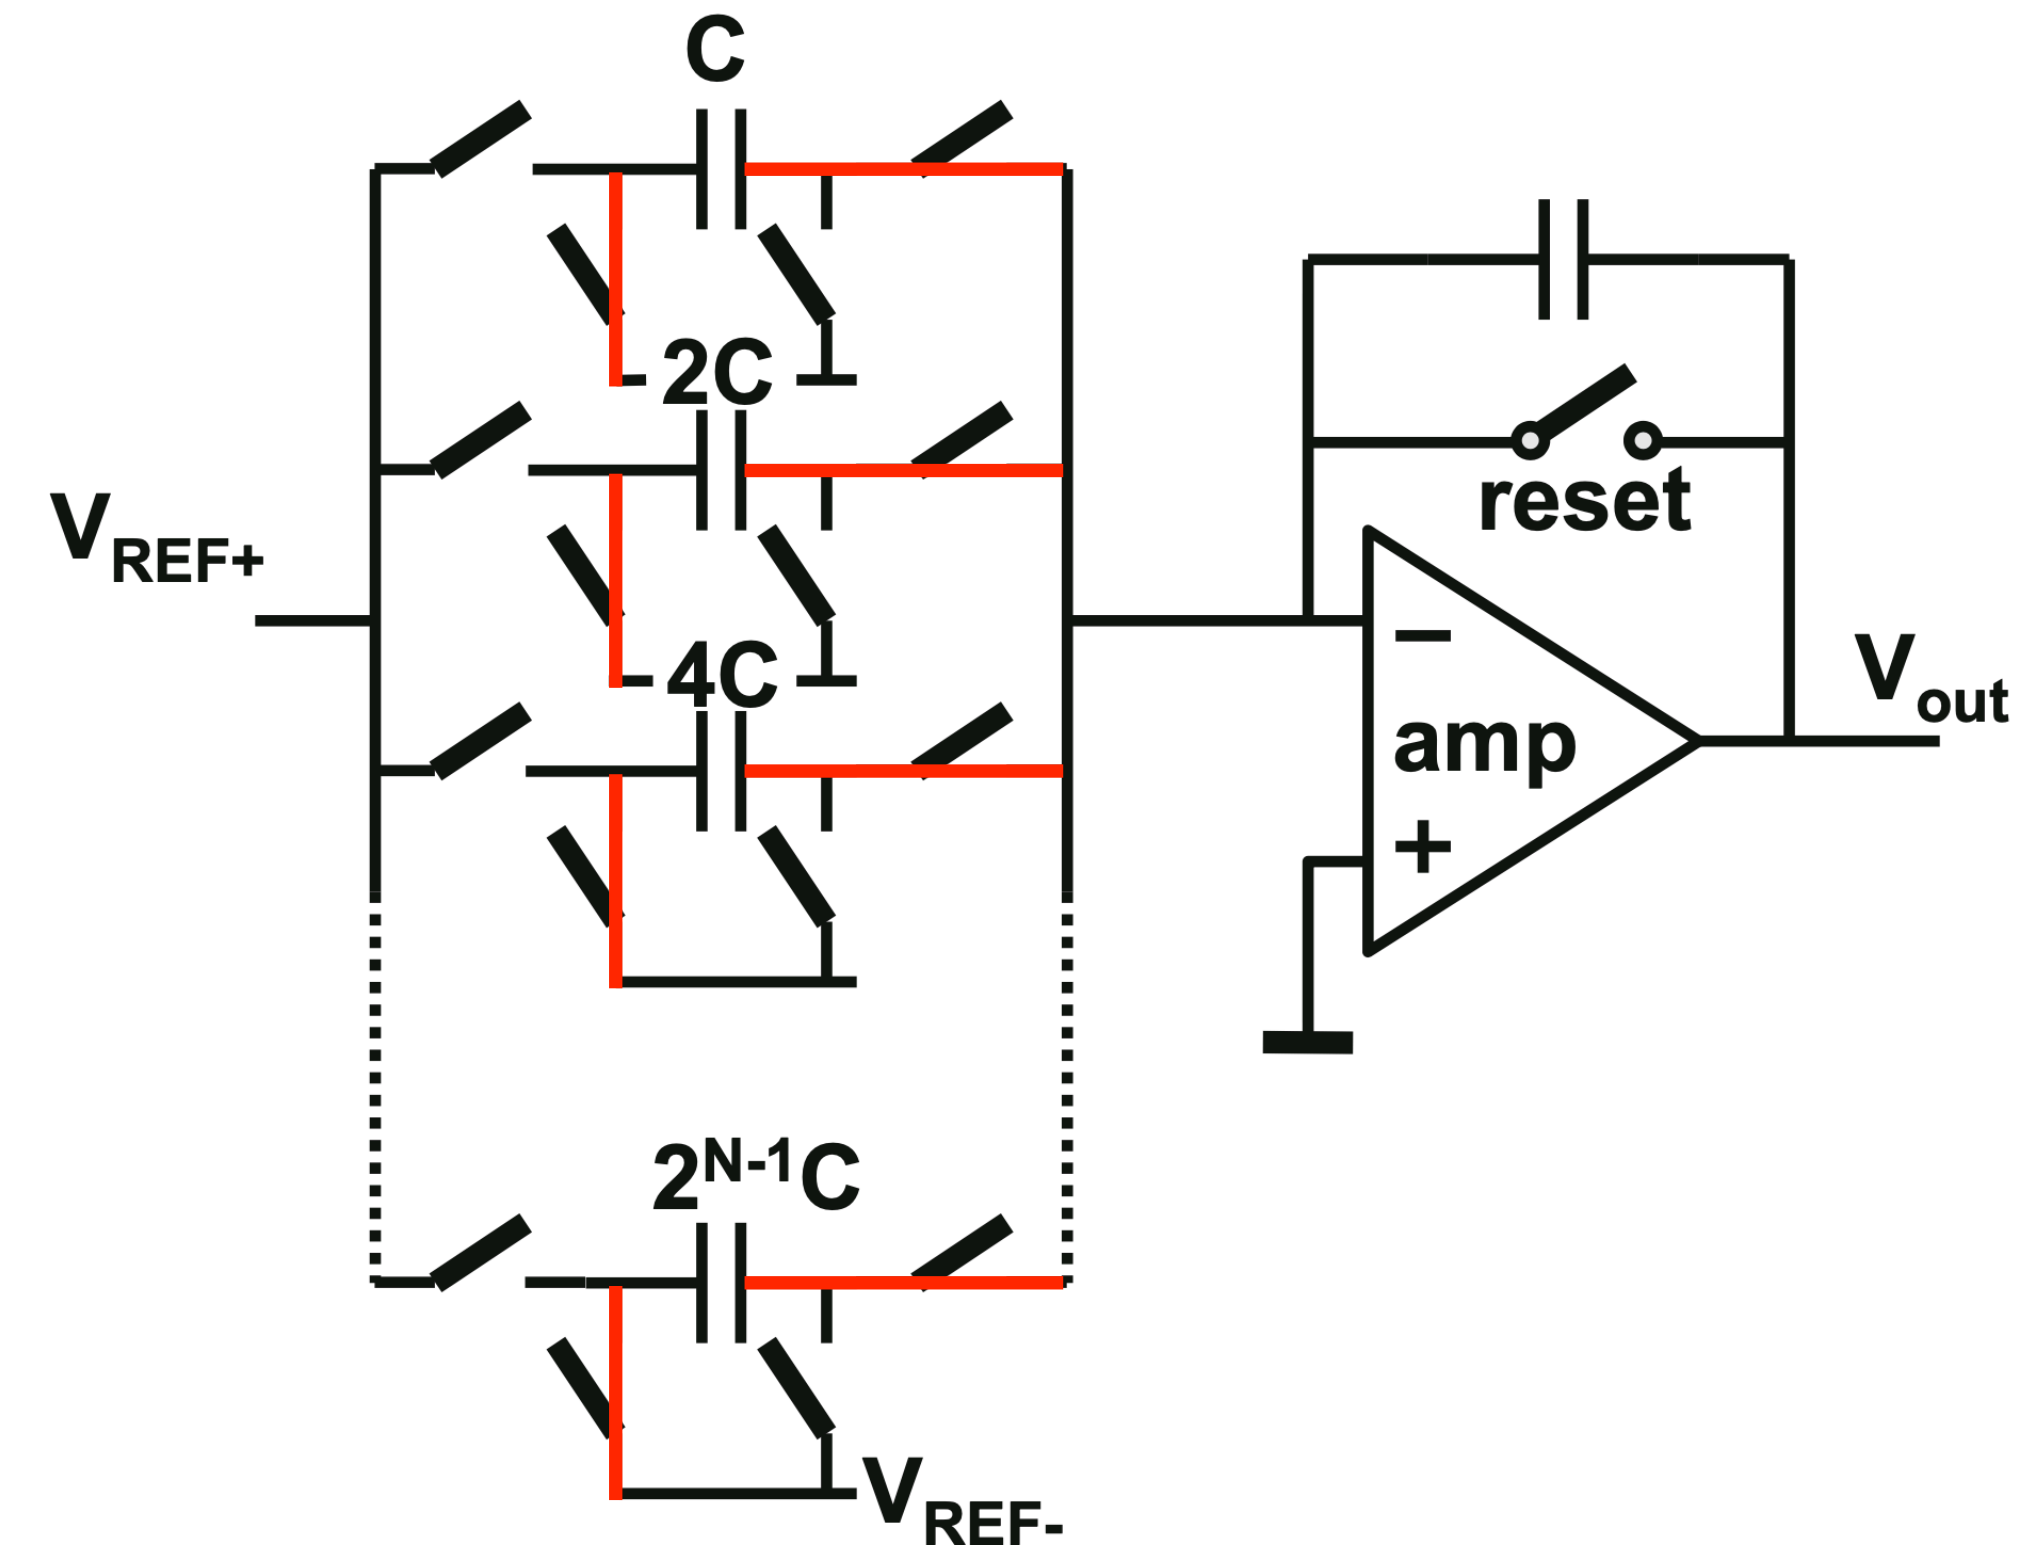 C
2C
V_REF+
reset
4C
−
amp
+
V_out
2^N-1C
V_REF-